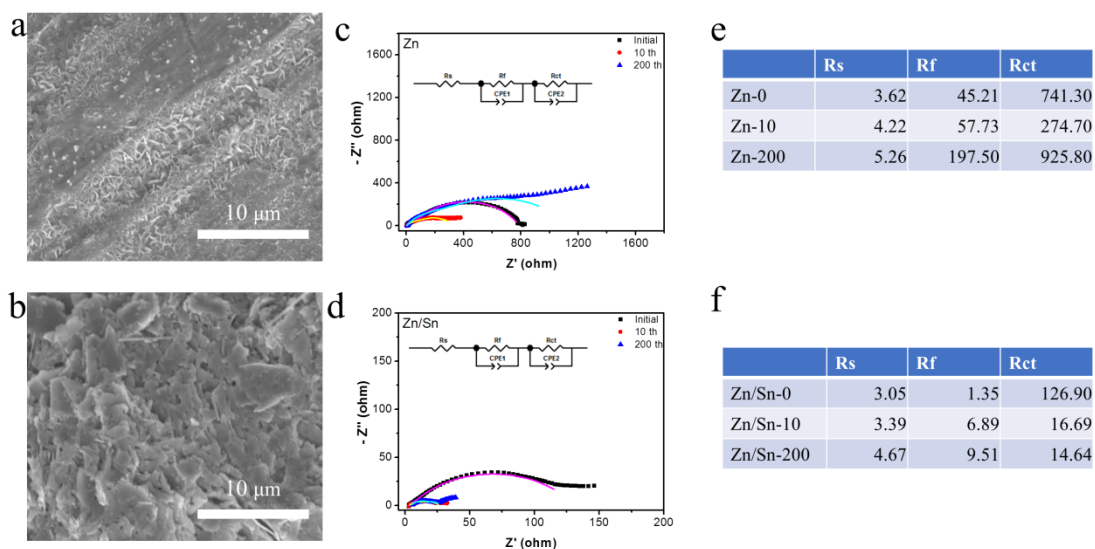 a
10 μm
b
10 μm
c
Zn
Initial
10 th
200 th
Rs Rf Rct
CPE1 CPE2
1600
1200
800
400
0
- Z'' (ohm)
0 400 800 1200 1600
Z' (ohm)
d
Zn/Sn
Initial
10 th
200 th
Rs Rf Rct
CPE1 CPE2
200
150
100
50
0
- Z'' (ohm)
0 50 100 150 200
Z' (ohm)
e
Rs Rf Rct
Zn-0 3.62 45.21 741.30
Zn-10 4.22 57.73 274.70
Zn-200 5.26 197.50 925.80
f
Rs Rf Rct
Zn/Sn-0 3.05 1.35 126.90
Zn/Sn-10 3.39 6.89 16.69
Zn/Sn-200 4.67 9.51 14.64